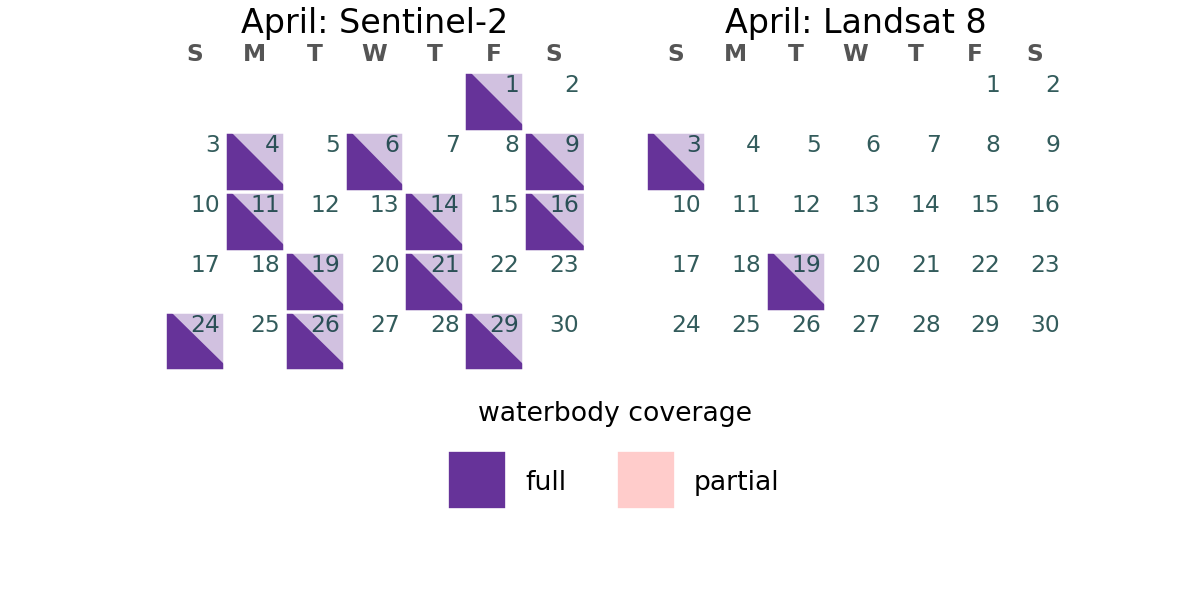 April: Sentinel-2
S M T W T F S
1 2
3 4 5 6 7 8 9
10 11 12 13 14 15 16
17 18 19 20 21 22 23
24 25 26 27 28 29 30
April: Landsat 8
S M T W T F S
1 2
3 4 5 6 7 8 9
10 11 12 13 14 15 16
17 18 19 20 21 22 23
24 25 26 27 28 29 30
waterbody coverage
full
partial